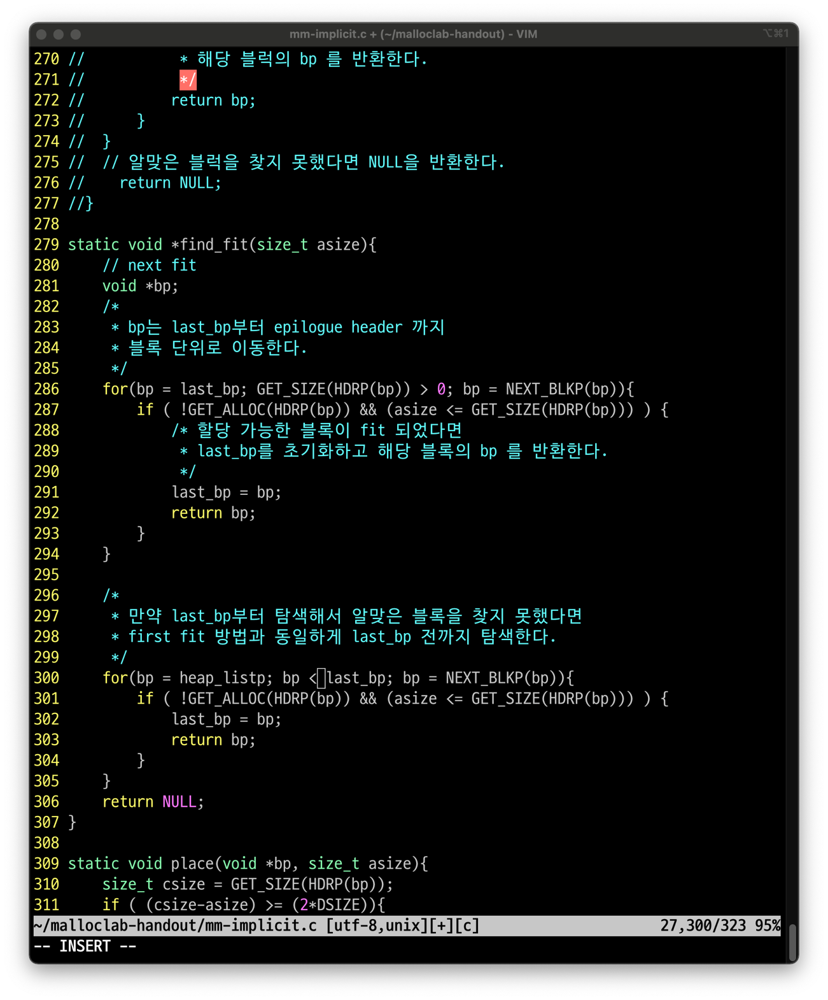 mm-implicit.c + (~/malloclab-handout) - VIM ⌥⌘1
270 //           * 해당 블럭의 bp 를 반환한다.
271 //           */
272 //          return bp;
273 //      }
274 //  }
275 //  // 알맞은 블럭을 찾지 못했다면 NULL을 반환한다.
276 //    return NULL;
277 //}
278
279 static void *find_fit(size_t asize){
280     // next fit
281     void *bp;
282     /*
283      * bp는 last_bp부터 epilogue header 까지
284      * 블록 단위로 이동한다.
285      */
286     for(bp = last_bp; GET_SIZE(HDRP(bp)) > 0; bp = NEXT_BLKP(bp)){
287         if ( !GET_ALLOC(HDRP(bp)) && (asize <= GET_SIZE(HDRP(bp))) ) {
288             /* 할당 가능한 블록이 fit 되었다면
289              * last_bp를 초기화하고 해당 블록의 bp 를 반환한다.
290              */
291             last_bp = bp;
292             return bp;
293         }
294     }
295
296     /*
297      * 만약 last_bp부터 탐색해서 알맞은 블록을 찾지 못했다면
298      * first fit 방법과 동일하게 last_bp 전까지 탐색한다.
299      */
300     for(bp = heap_listp; bp < last_bp; bp = NEXT_BLKP(bp)){
301         if ( !GET_ALLOC(HDRP(bp)) && (asize <= GET_SIZE(HDRP(bp))) ) {
302             last_bp = bp;
303             return bp;
304         }
305     }
306     return NULL;
307 }
308
309 static void place(void *bp, size_t asize){
310     size_t csize = GET_SIZE(HDRP(bp));
311     if ( (csize-asize) >= (2*DSIZE)){
~/malloclab-handout/mm-implicit.c [utf-8,unix][+][c] 27,300/323 95%
-- INSERT --